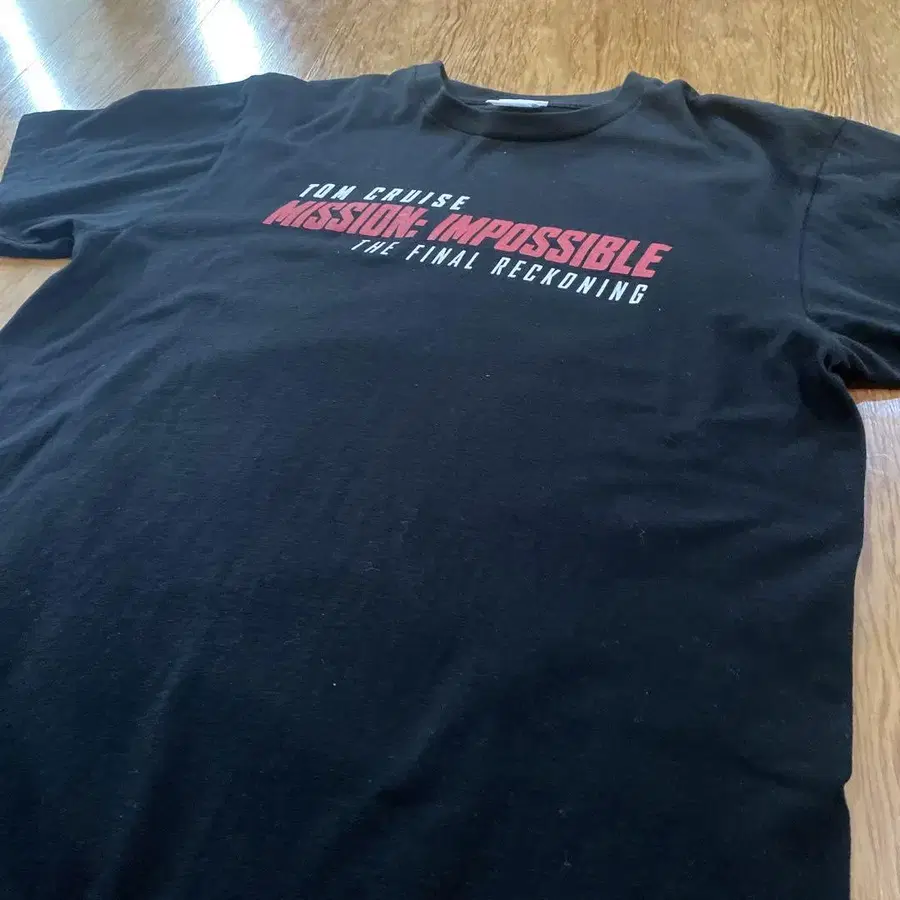 TOM CRUISE
MISSION: IMPOSSIBLE
THE FINAL RECKONING